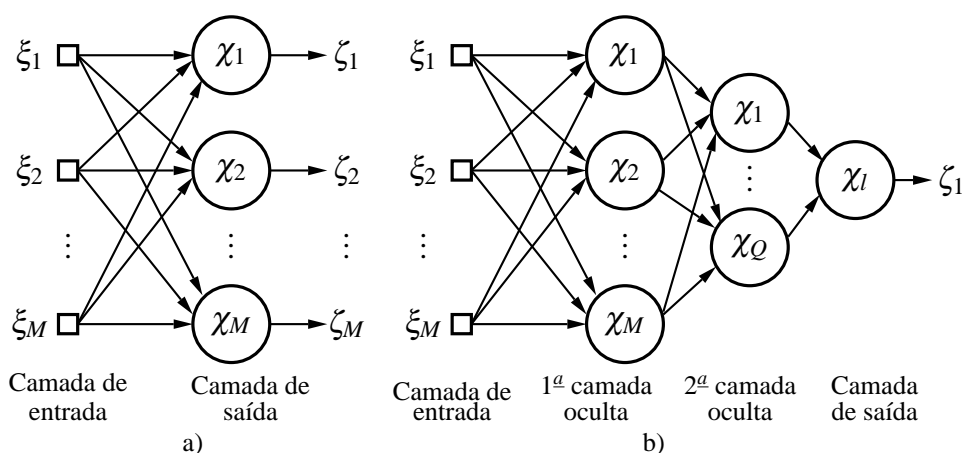 ξ1 χ1 ζ1
ξ2 χ2 ζ2
⋮ ⋮ ⋮
ξM χM ζM
Camada de entrada
Camada de saída
a)
ξ1 χ1
χ1
ξ2 χ2
χl ζ1
⋮ ⋮ ⋮
χQ
ξM χM
Camada de entrada
1ª camada oculta
2ª camada oculta
Camada de saída
b)